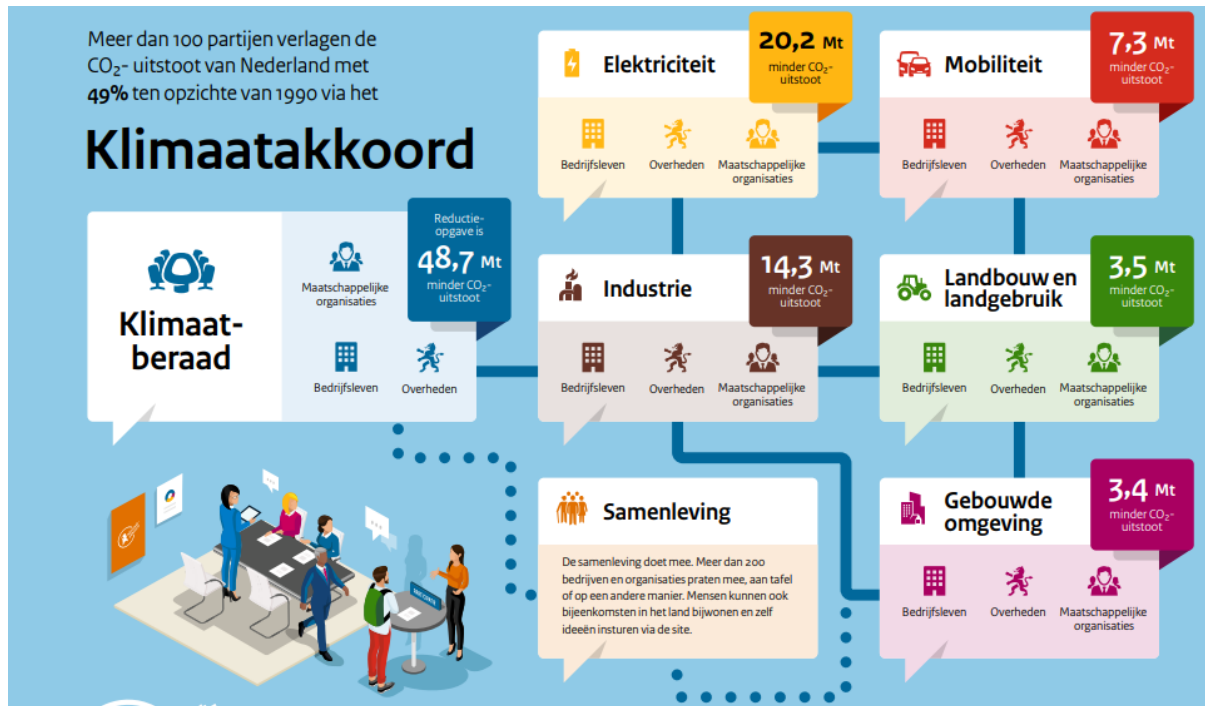 Meer dan 100 partijen verlagen de
CO₂- uitstoot van Nederland met
49% ten opzichte van 1990 via het
Klimaatakkoord
Klimaat-
beraad
Maatschappelijke
organisaties
Bedrijfsleven
Overheden
Reductie-
opgave is
48,7 Mt
minder CO₂-
uitstoot
Elektriciteit
20,2 Mt
minder CO₂-
uitstoot
Bedrijfsleven
Overheden
Maatschappelijke
organisaties
Mobiliteit
7,3 Mt
minder CO₂-
uitstoot
Bedrijfsleven
Overheden
Maatschappelijke
organisaties
Industrie
14,3 Mt
minder CO₂-
uitstoot
Bedrijfsleven
Overheden
Maatschappelijke
organisaties
Landbouw en
landgebruik
3,5 Mt
minder CO₂-
uitstoot
Bedrijfsleven
Overheden
Maatschappelijke
organisaties
Samenleving
De samenleving doet mee. Meer dan 200
bedrijven en organisaties praten mee, aan tafel
of op een andere manier. Mensen kunnen ook
bijeenkomsten in het land bijwonen en zelf
ideeën insturen via de site.
Gebouwde
omgeving
3,4 Mt
minder CO₂-
uitstoot
Bedrijfsleven
Overheden
Maatschappelijke
organisaties